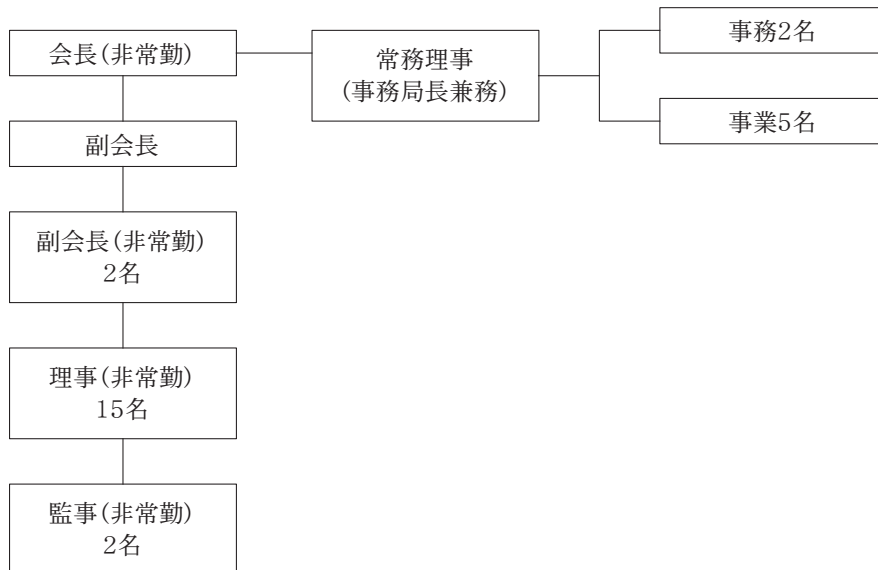 会長(非常勤)
副会長
副会長(非常勤)
2名
理事(非常勤)
15名
監事(非常勤)
2名
常務理事
(事務局長兼務)
事務2名
事業5名